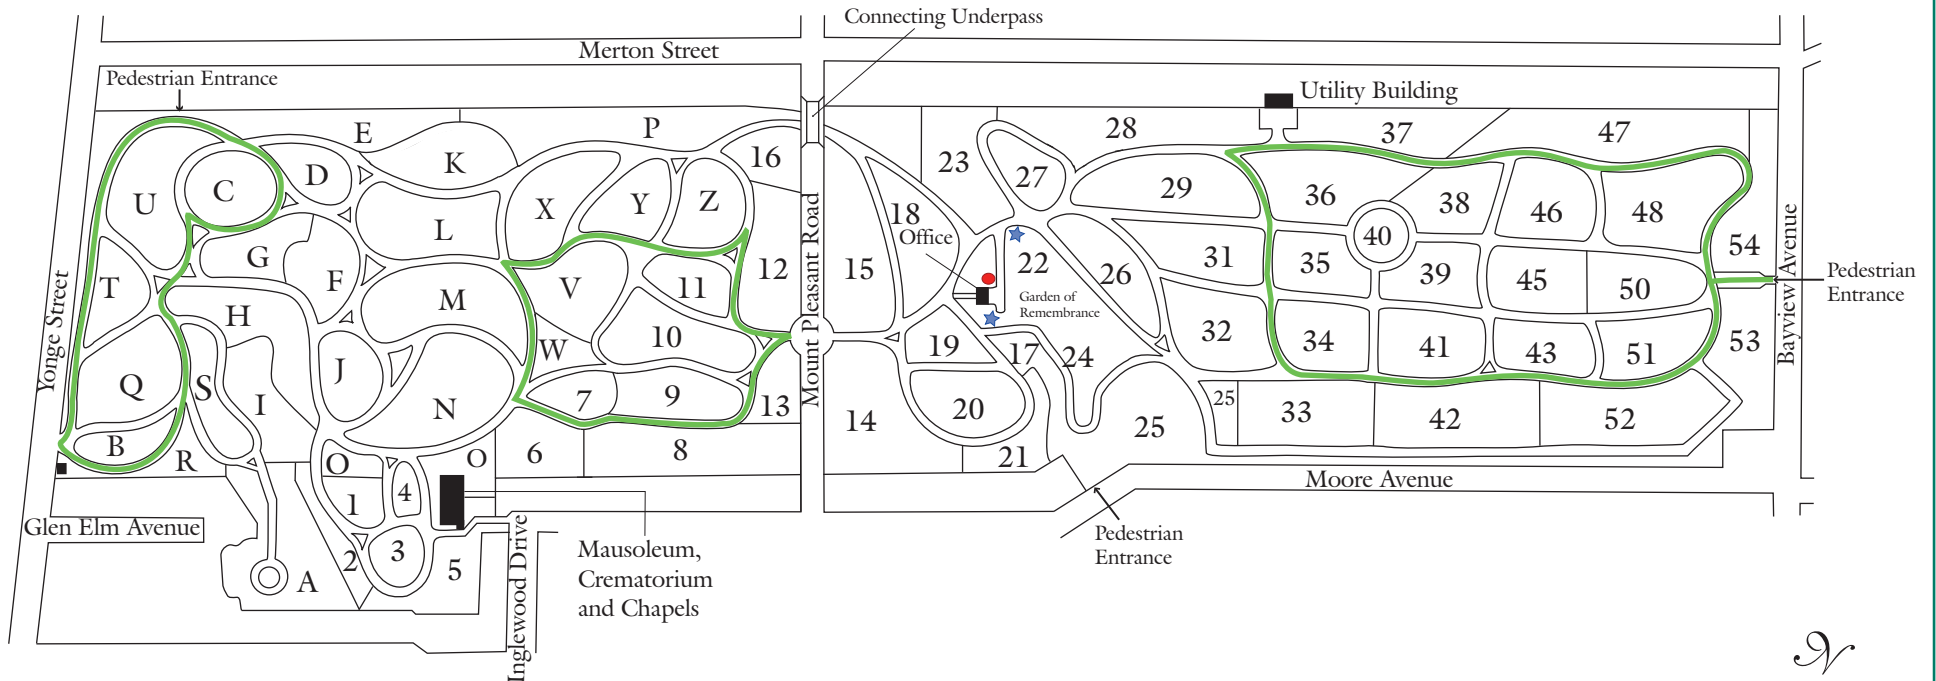 Connecting Underpass
Merton Street
Pedestrian Entrance
Utility Building
E
P
28
37
47
K
D
16
23
27
C
U
X
Y
Z
29
36
38
46
48
L
18
Office
40
54
G
F
V
11
12
15
22
26
31
35
39
45
50
Pedestrian
Entrance
T
M
Garden of
Remembrance
H
W
10
19
17
24
32
34
41
43
51
53
Yonge Street
Mount Pleasant Road
Bayview Avenue
Q
S
J
7
9
13
B
I
N
20
14
25
25
33
42
52
R
O
O
6
8
21
Moore Avenue
1
4
Glen Elm Avenue
2
3
5
A
Inglewood Drive
Mausoleum,
Crematorium
and Chapels
Pedestrian
Entrance
N